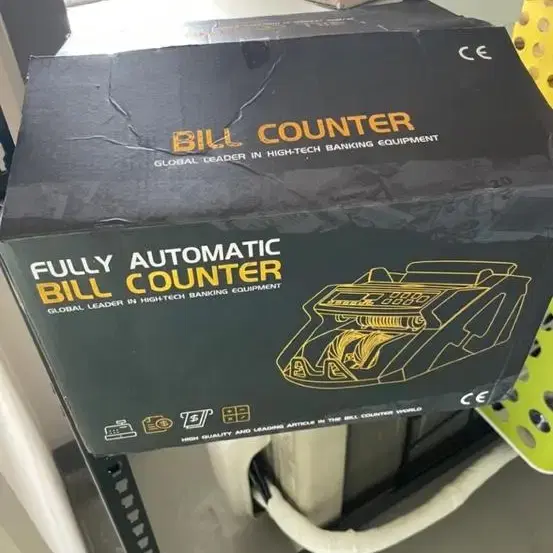 CE
BILL COUNTER
GLOBAL LEADER IN HIGH-TECH BANKING EQUIPMENT
FULLY AUTOMATIC
BILL COUNTER
GLOBAL LEADER IN HIGH-TECH BANKING EQUIPMENT
CE
HIGH QUALITY AND LEADING ARTICLE IN THE BILL COUNTER WORLD